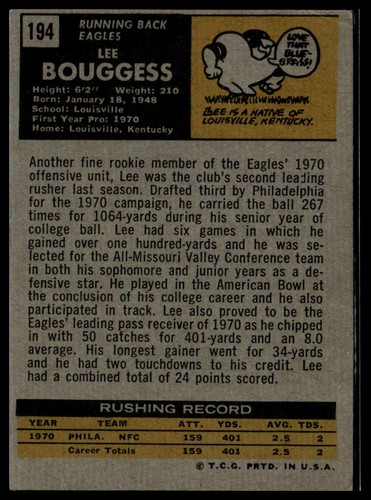 194
RUNNING BACK
EAGLES
LEE
BOUGGESS
Height: 6'2" Weight: 210
Born: January 18, 1948
School: Louisville
First Year Pro: 1970
Home: Louisville, Kentucky
LOVE
THAT
BLUE-
GRASS!
LEE IS A NATIVE OF
LOUISVILLE, KENTUCKY.
Another fine rookie member of the Eagles' 1970
offensive unit, Lee was the club's second leading
rusher last season. Drafted third by Philadelphia
for the 1970 campaign, he carried the ball 267
times for 1064-yards during his senior year of
college ball. Lee had six games in which he
gained over one hundred-yards and he was se-
lected for the All-Missouri Valley Conference team
in both his sophomore and junior years as a de-
fensive star. He played in the American Bowl at
the conclusion of his college career and he also
participated in track. Lee also proved to be the
Eagles' leading pass receiver of 1970 as he chipped
in with 50 catches for 401-yards and an 8.0
average. His longest gainer went for 34-yards
and he had two touchdowns to his credit. Lee
had a combined total of 24 points scored.
RUSHING RECORD
YEAR TEAM ATT. YDS. AVG. TDS.
1970 PHILA. NFC 159 401 2.5 2
Career Totals 159 401 2.5 2
© T.C.G. PRTD. IN U.S.A.